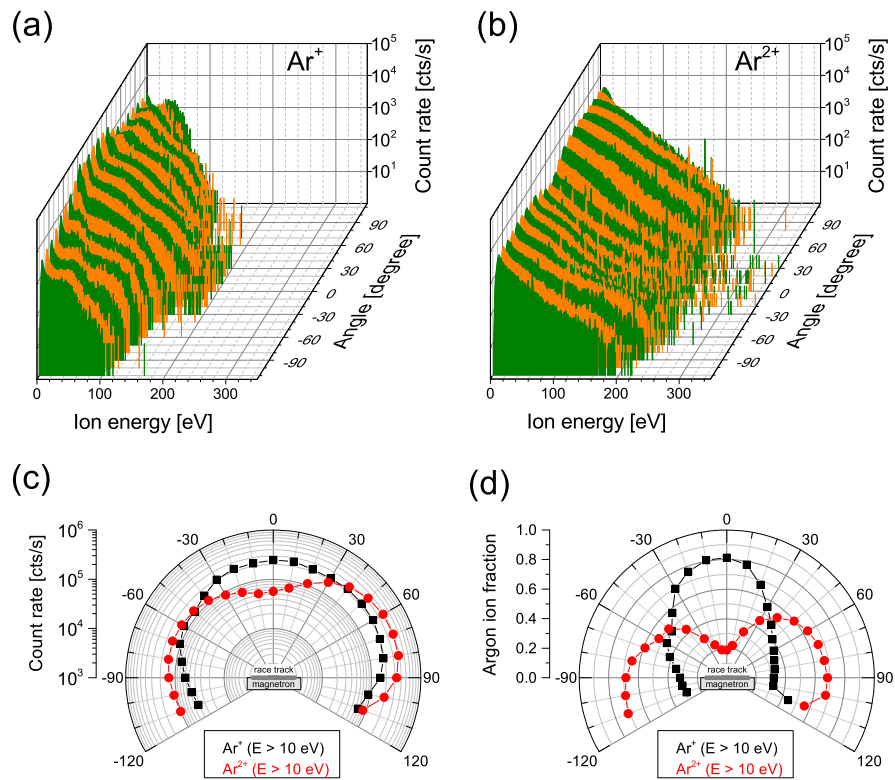 (a)
Ar+
10^5
10^4
10^3
10^2
10^1
Count rate [cts/s]
90
60
30
0
-30
-60
-90
Angle [degree]
0
100
200
300
Ion energy [eV]
(b)
Ar2+
10^5
10^4
10^3
10^2
10^1
Count rate [cts/s]
90
60
30
0
-30
-60
-90
Angle [degree]
0
100
200
300
Ion energy [eV]
(c)
10^6
10^5
10^4
10^3
Count rate [cts/s]
-120
-90
-60
-30
0
30
60
90
120
race track
magnetron
Ar+ (E > 10 eV)
Ar2+ (E > 10 eV)
(d)
1.0
0.8
0.6
0.4
0.2
0.0
Argon ion fraction
-120
-90
-60
-30
0
30
60
90
120
race track
magnetron
Ar+ (E > 10 eV)
Ar2+ (E > 10 eV)